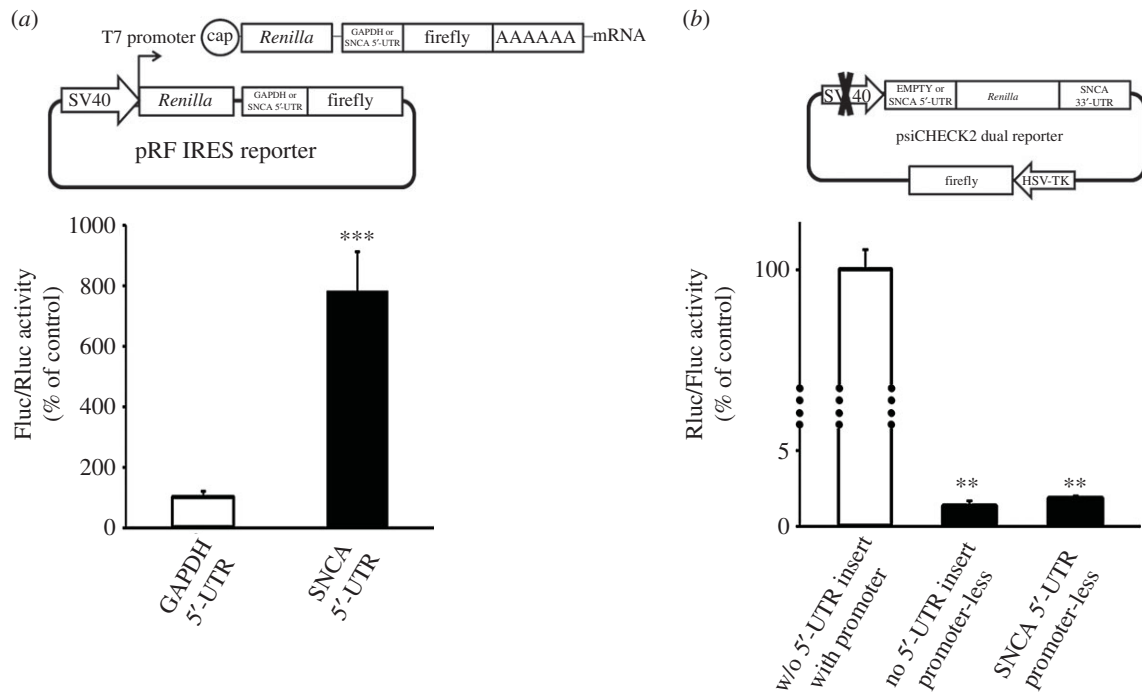 (a)
T7 promoter
cap
Renilla
GAPDH or
SNCA 5′-UTR
firefly
AAAAAA
mRNA
SV40
Renilla
GAPDH or
SNCA 5′-UTR
firefly
pRF IRES reporter
Fluc/Rluc activity
(% of control)
1000
800
600
400
200
0
***
GAPDH
5′-UTR
SNCA
5′-UTR
(b)
SV40
EMPTY or
SNCA 5′-UTR
Renilla
SNCA
33′-UTR
psiCHECK2 dual reporter
firefly
HSV-TK
Rluc/Fluc activity
(% of control)
100
5
0
**
**
w/o 5′-UTR insert
with promoter
no 5′-UTR insert
promoter-less
SNCA 5′-UTR
promoter-less